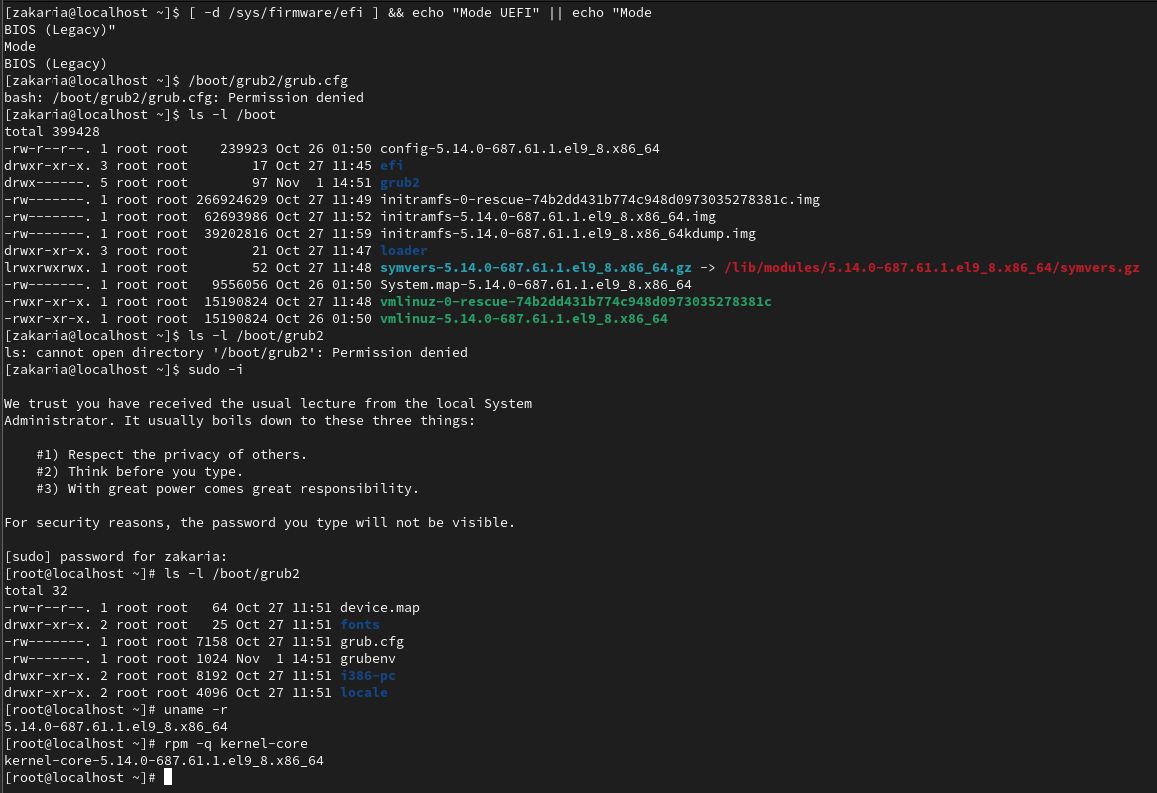 [zakaria@localhost ~]$ [ -d /sys/firmware/efi ] && echo "Mode UEFI" || echo "Mode
BIOS (Legacy)"
Mode
BIOS (Legacy)
[zakaria@localhost ~]$ /boot/grub2/grub.cfg
bash: /boot/grub2/grub.cfg: Permission denied
[zakaria@localhost ~]$ ls -l /boot
total 399428
-rw-r--r--. 1 root root    239923 Oct 26 01:50 config-5.14.0-687.61.1.el9_8.x86_64
drwxr-xr-x. 3 root root        17 Oct 27 11:45 efi
drwx------. 5 root root        97 Nov  1 14:51 grub2
-rw-------. 1 root root 266924629 Oct 27 11:49 initramfs-0-rescue-74b2dd431b774c948d0973035278381c.img
-rw-------. 1 root root  62693986 Oct 27 11:52 initramfs-5.14.0-687.61.1.el9_8.x86_64.img
-rw-------. 1 root root  39202816 Oct 27 11:59 initramfs-5.14.0-687.61.1.el9_8.x86_64kdump.img
drwxr-xr-x. 3 root root        21 Oct 27 11:47 loader
lrwxrwxrwx. 1 root root        52 Oct 27 11:48 symvers-5.14.0-687.61.1.el9_8.x86_64.gz -> /lib/modules/5.14.0-687.61.1.el9_8.x86_64/symvers.gz
-rw-------. 1 root root   9556056 Oct 26 01:50 System.map-5.14.0-687.61.1.el9_8.x86_64
-rwxr-xr-x. 1 root root  15190824 Oct 27 11:48 vmlinuz-0-rescue-74b2dd431b774c948d0973035278381c
-rwxr-xr-x. 1 root root  15190824 Oct 26 01:50 vmlinuz-5.14.0-687.61.1.el9_8.x86_64
[zakaria@localhost ~]$ ls -l /boot/grub2
ls: cannot open directory '/boot/grub2': Permission denied
[zakaria@localhost ~]$ sudo -i

We trust you have received the usual lecture from the local System
Administrator. It usually boils down to these three things:

    #1) Respect the privacy of others.
    #2) Think before you type.
    #3) With great power comes great responsibility.

For security reasons, the password you type will not be visible.

[sudo] password for zakaria:
[root@localhost ~]# ls -l /boot/grub2
total 32
-rw-r--r--. 1 root root   64 Oct 27 11:51 device.map
drwxr-xr-x. 2 root root   25 Oct 27 11:51 fonts
-rw-------. 1 root root 7158 Oct 27 11:51 grub.cfg
-rw-------. 1 root root 1024 Nov  1 14:51 grubenv
drwxr-xr-x. 2 root root 8192 Oct 27 11:51 i386-pc
drwxr-xr-x. 2 root root 4096 Oct 27 11:51 locale
[root@localhost ~]# uname -r
5.14.0-687.61.1.el9_8.x86_64
[root@localhost ~]# rpm -q kernel-core
kernel-core-5.14.0-687.61.1.el9_8.x86_64
[root@localhost ~]#